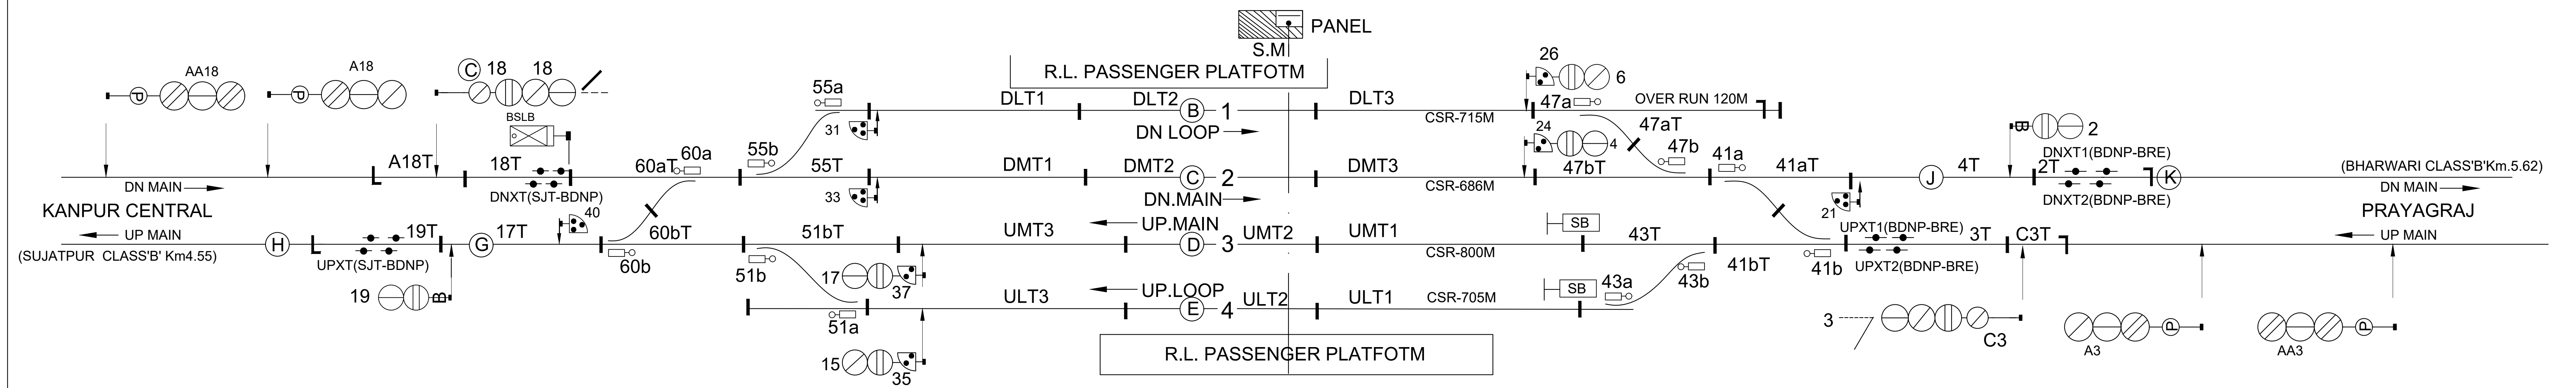 PANEL
S.M
R.L. PASSENGER PLATFOTM
AA18
P
A18
P
C 18 18
BSLB
55a
31
DLT1
DLT2
B 1
DN LOOP
DLT3
CSR-715M
26
6
47a
OVER RUN 120M
24
4
47aT
47b
47bT
41a
41aT
4T
J
B 2
DNXT1(BDNP-BRE)
2T
K
DNXT2(BDNP-BRE)
(BHARWARI CLASS'B'Km.5.62)
DN MAIN
PRAYAGRAJ
UP MAIN
A18T
18T
DNXT(SJT-BDNP)
60aT
60a
55b
55T
33
DMT1
DMT2
C 2
DN.MAIN
DMT3
CSR-686M
DN MAIN
KANPUR CENTRAL
UP MAIN
(SUJATPUR CLASS'B' Km4.55)
H
19T
G
17T
40
UPXT(SJT-BDNP)
19
B
60b
60bT
51b
51bT
UMT3
UP.MAIN
D 3
UMT2
UMT1
CSR-800M
SB
43T
21
UPXT1(BDNP-BRE)
3T
C3T
UPXT2(BDNP-BRE)
41b
41bT
43b
17
37
51a
ULT3
UP.LOOP
E 4
ULT2
ULT1
CSR-705M
SB
43a
15
35
R.L. PASSENGER PLATFOTM
3
C3
P
A3
P
AA3